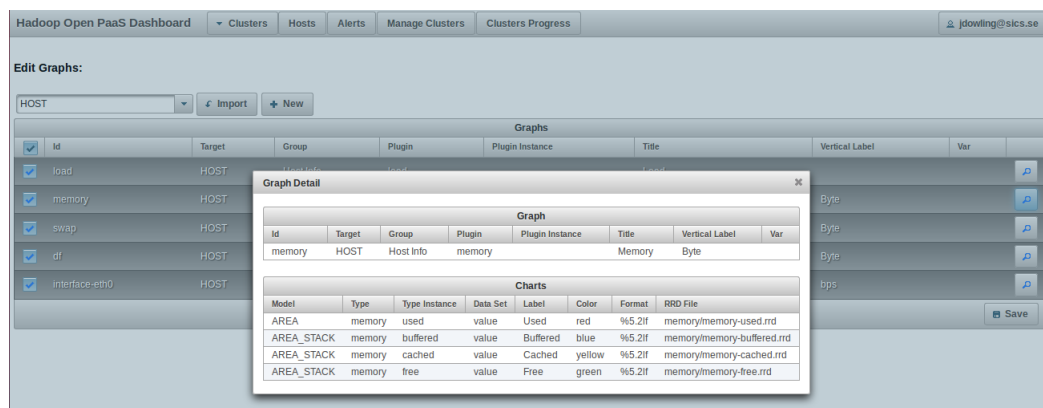 Hadoop Open PaaS Dashboard Clusters Hosts Alerts Manage Clusters Clusters Progress jdowling@sics.se
Edit Graphs:
HOST Import New
Graphs
Id Target Group Plugin Plugin Instance Title Vertical Label Var
load HOST Host Info load Load
Graph Detail
memory HOST Byte
Graph
Id Target Group Plugin Plugin Instance Title Vertical Label Var
swap HOST Byte
memory HOST Host Info memory Memory Byte
df HOST Byte
interface-eth0 HOST bps
Charts
Model Type Type Instance Data Set Label Color Format RRD File
Save
AREA memory used value Used red %5.2lf memory/memory-used.rrd
AREA_STACK memory buffered value Buffered blue %5.2lf memory/memory-buffered.rrd
AREA_STACK memory cached value Cached yellow %5.2lf memory/memory-cached.rrd
AREA_STACK memory free value Free green %5.2lf memory/memory-free.rrd